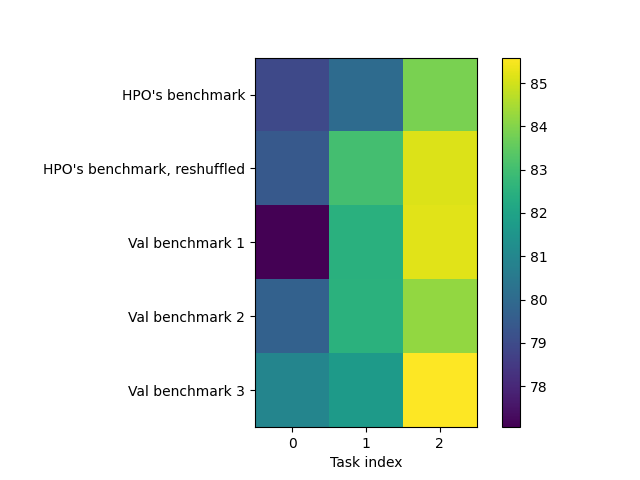 HPO's benchmark
HPO's benchmark, reshuffled
Val benchmark 1
Val benchmark 2
Val benchmark 3
0 1 2
Task index
85
84
83
82
81
80
79
78